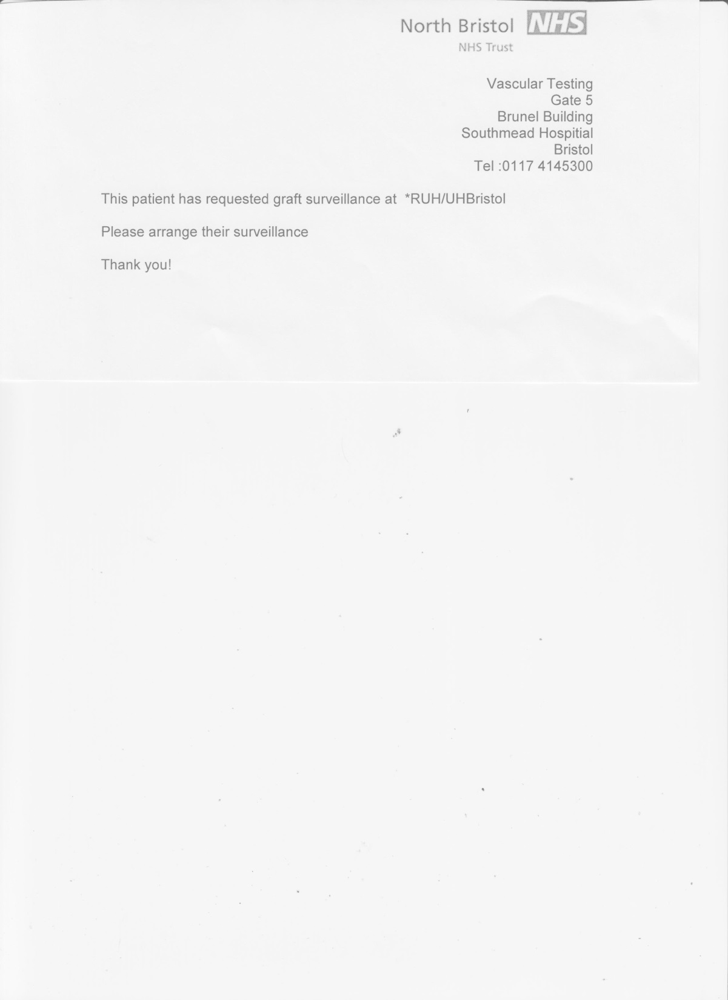 North Bristol NHS
NHS Trust
Vascular Testing
Gate 5
Brunel Building
Southmead Hospitial
Bristol
Tel :0117 4145300
This patient has requested graft surveillance at  *RUH/UHBristol
Please arrange their surveillance
Thank you!